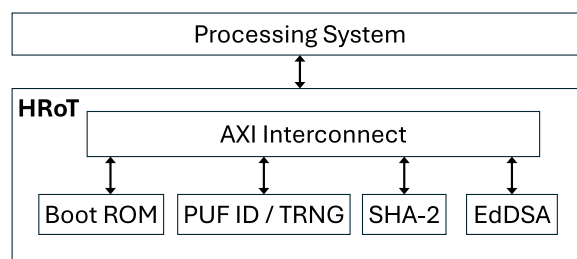 Processing System
HRoT
AXI Interconnect
Boot ROM
PUF ID / TRNG
SHA-2
EdDSA